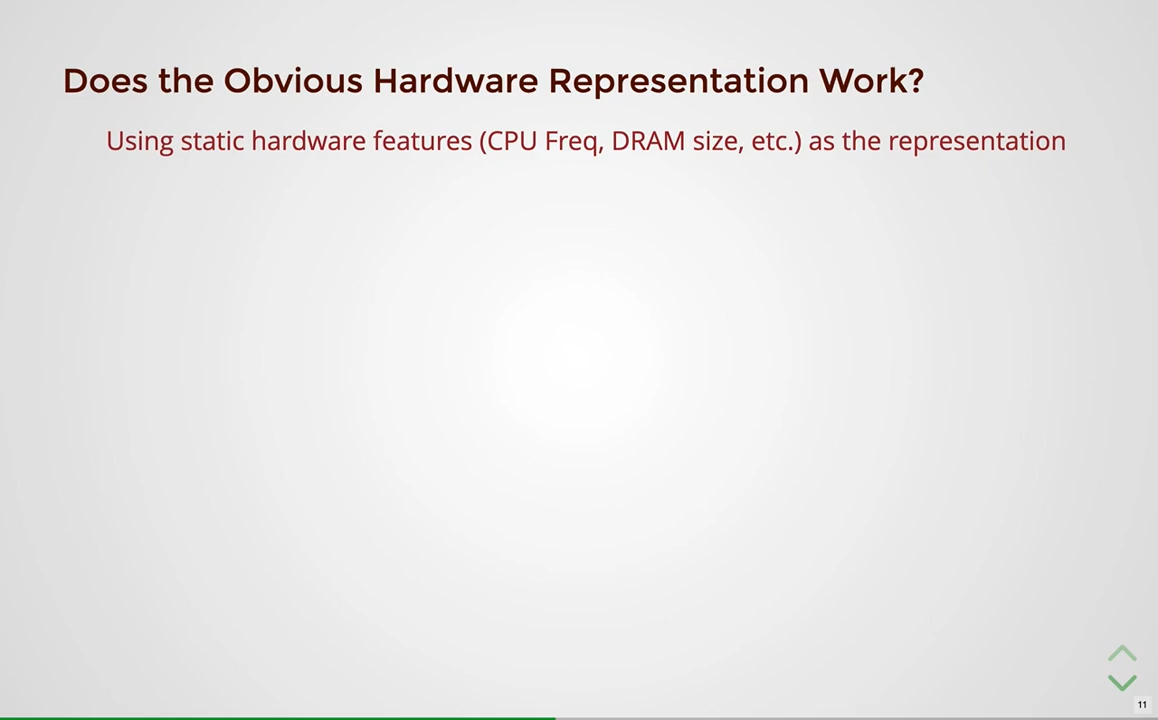 Does the Obvious Hardware Representation Work?
Using static hardware features (CPU Freq, DRAM size, etc.) as the representation
11